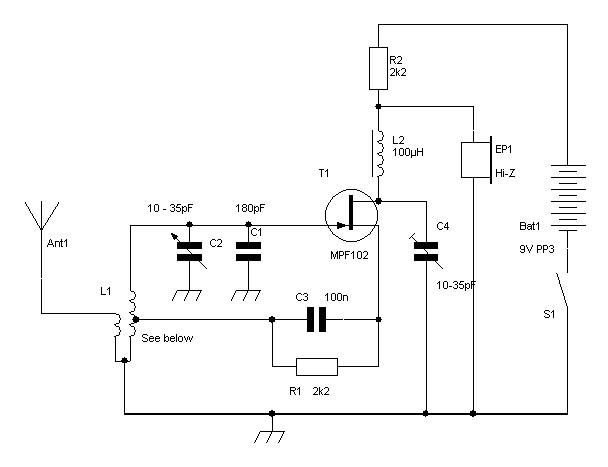 R2
2k2
L2
100µH
EP1
Hi-Z
T1
10 - 35pF
180pF
C2
C1
MPF102
C4
10-35pF
Bat1
9V PP3
S1
Ant1
L1
See below
C3
100n
R1 2k2